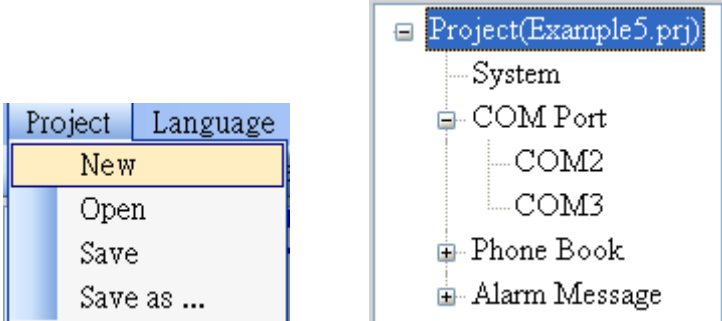 Project Language
New
Open
Save
Save as ...
Project(Example5.prj)
System
COM Port
COM2
COM3
Phone Book
Alarm Message